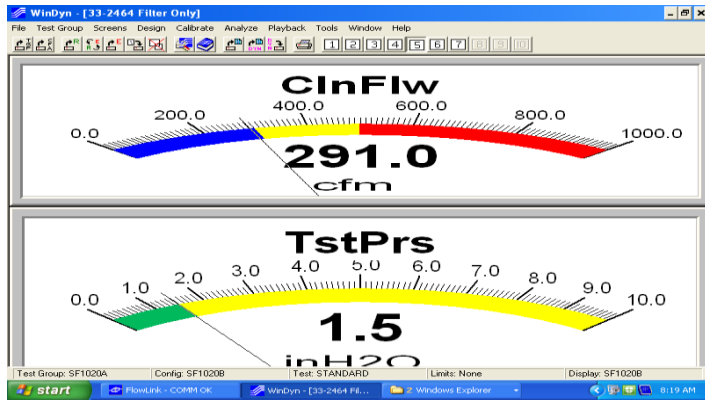 WinDyn - [33-2464 Filter Only]
File Test Group Screens Design Calibrate Analyze Playback Tools Window Help
1 2 3 4 5 6 7 8 9 10
ClnFlw
0.0 200.0 400.0 600.0 800.0 1000.0
291.0
cfm
TstPrs
0.0 1.0 2.0 3.0 4.0 5.0 6.0 7.0 8.0 9.0 10.0
1.5
inH2O
Test Group: SF1020A Config: SF1020B Test: STANDARD Limits: None Display: SF1020B
start FlowLink - COMM OK WinDyn - [33-2464 Fil... 2 Windows Explorer 8:19 AM